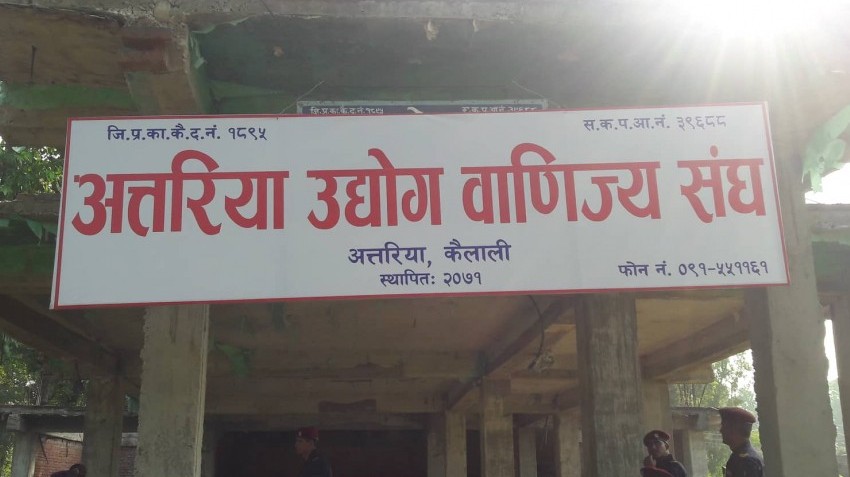 जि.प्र.का.कै.द.नं. १८९५
स.क.प.आ.नं. ३९६८८
अत्तरिया उद्योग वाणिज्य संघ
अत्तरिया, कैलाली
स्थापित: २०७१
फोन नं. ०९१-५५११६१